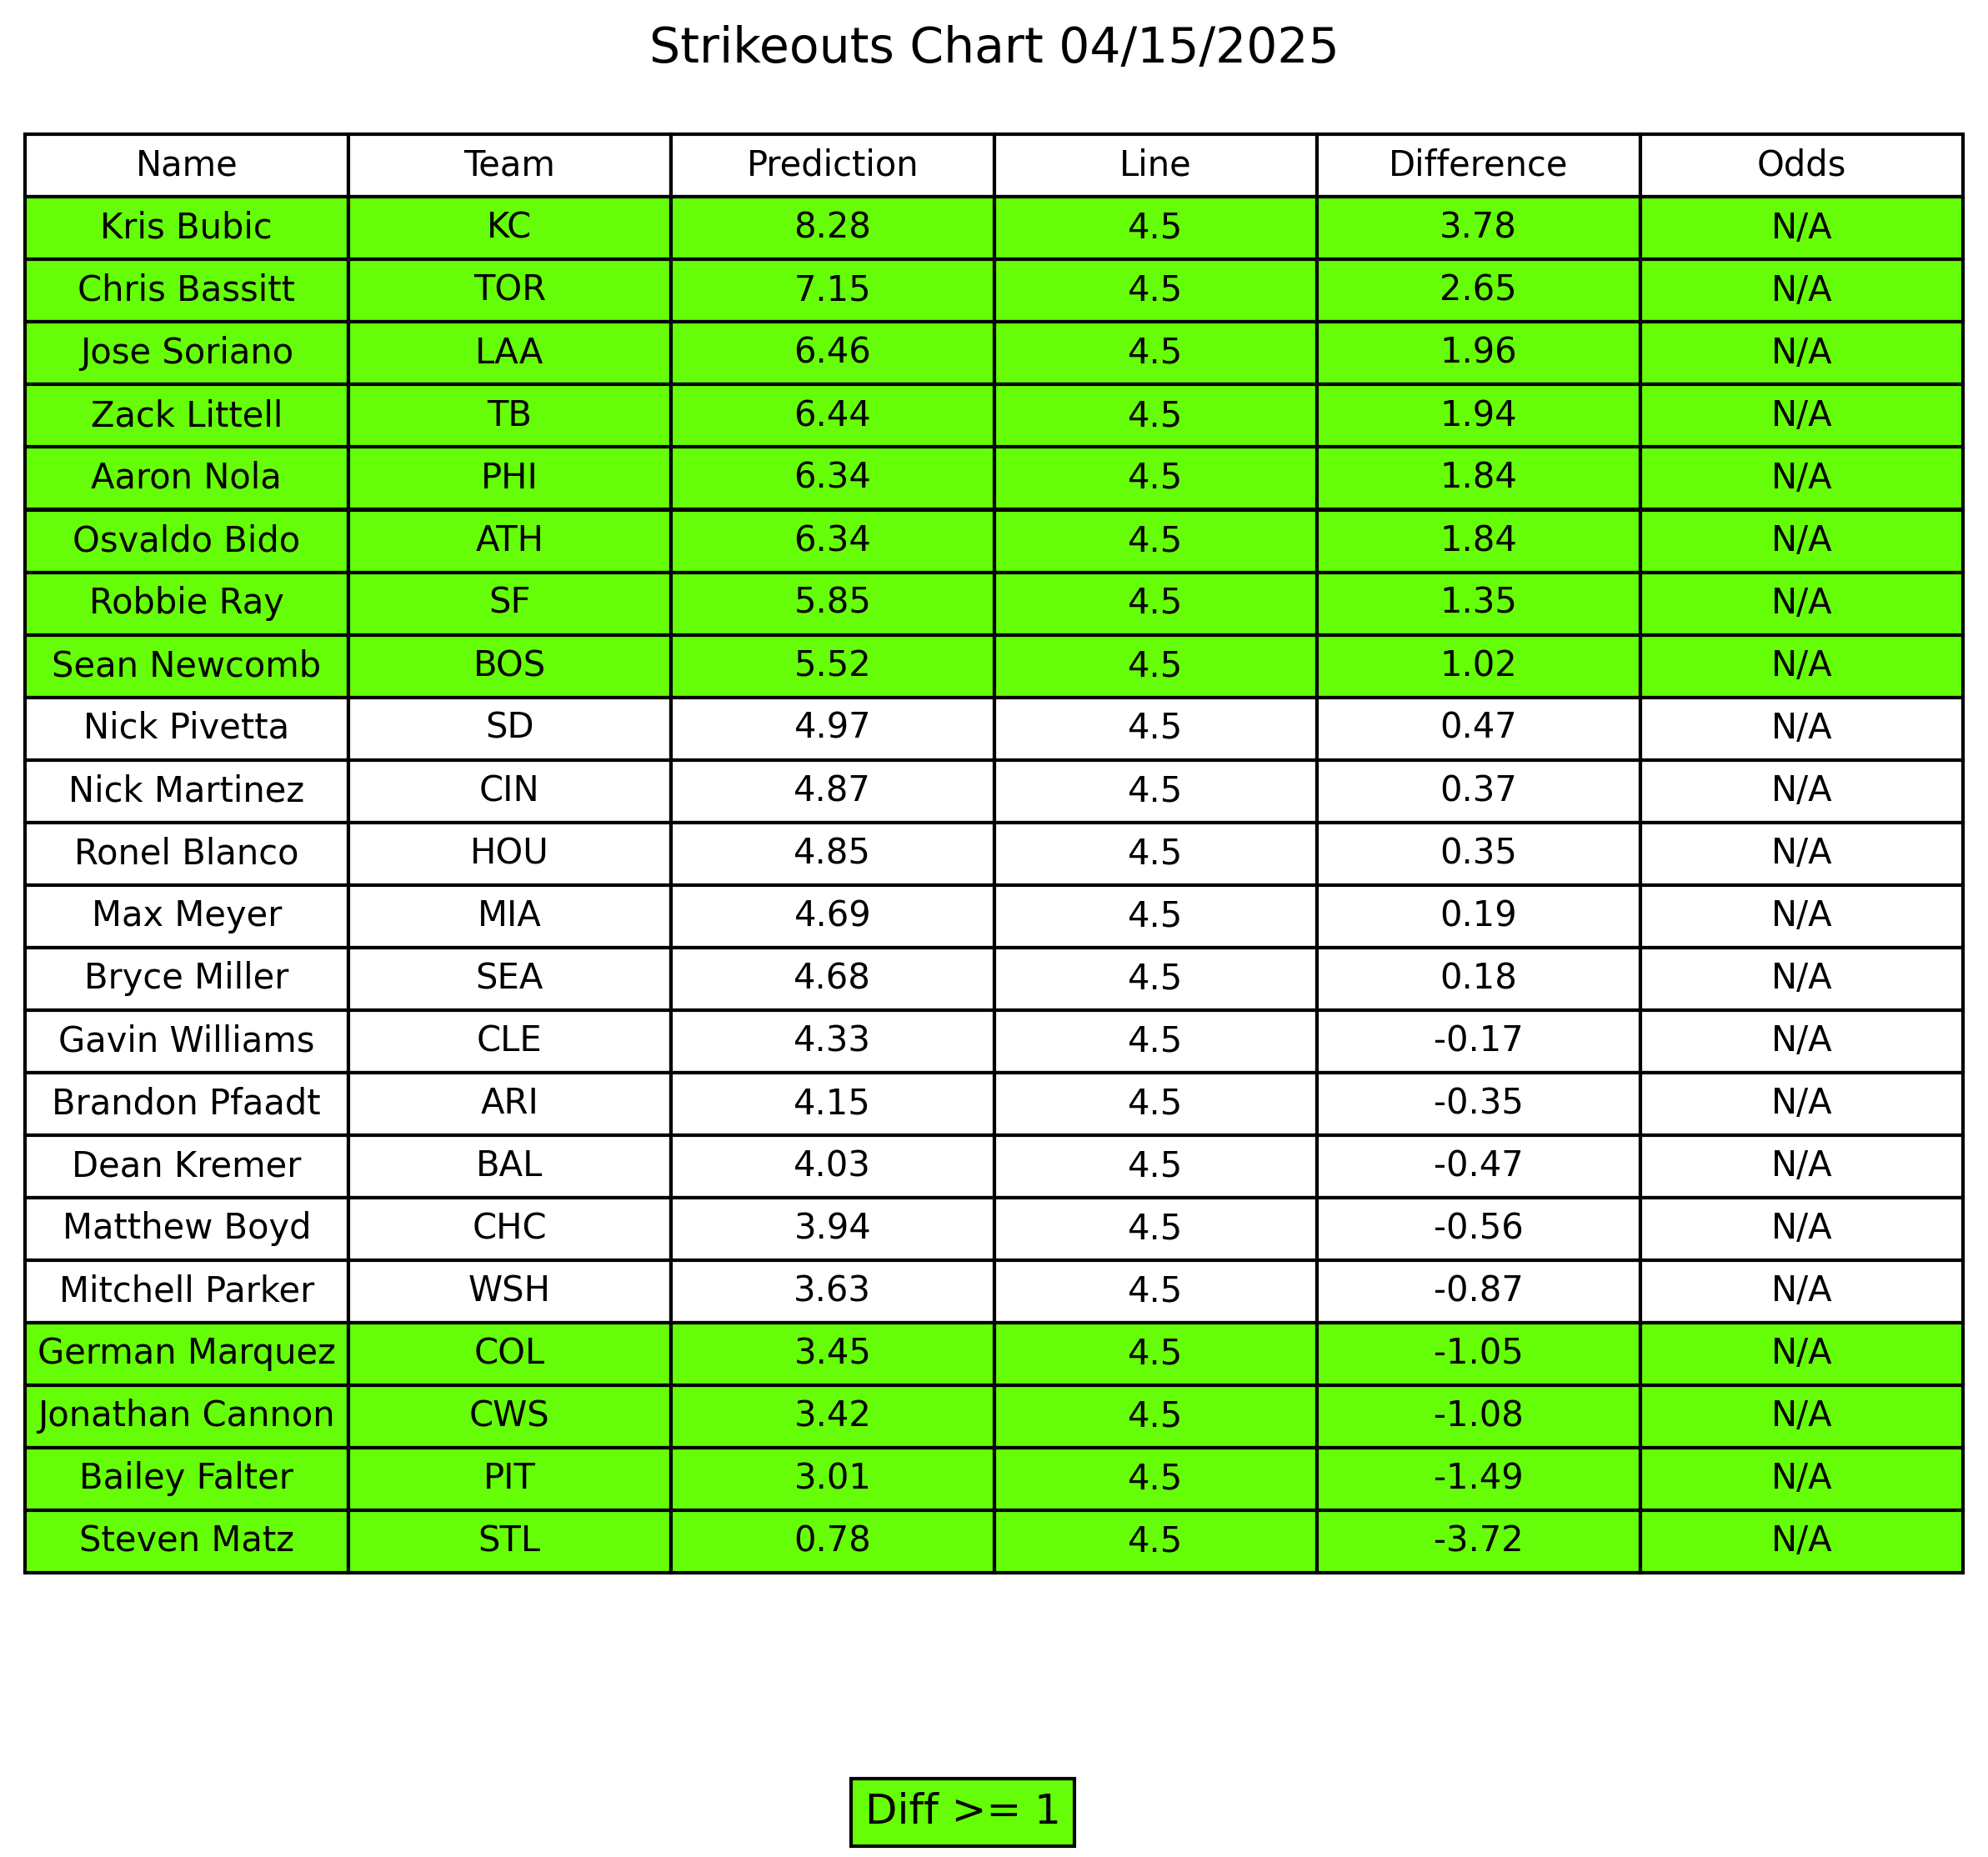 Strikeouts Chart 04/15/2025
Name Team Prediction Line Difference Odds
Kris Bubic KC 8.28 4.5 3.78 N/A
Chris Bassitt TOR 7.15 4.5 2.65 N/A
Jose Soriano LAA 6.46 4.5 1.96 N/A
Zack Littell TB 6.44 4.5 1.94 N/A
Aaron Nola PHI 6.34 4.5 1.84 N/A
Osvaldo Bido ATH 6.34 4.5 1.84 N/A
Robbie Ray SF 5.85 4.5 1.35 N/A
Sean Newcomb BOS 5.52 4.5 1.02 N/A
Nick Pivetta SD 4.97 4.5 0.47 N/A
Nick Martinez CIN 4.87 4.5 0.37 N/A
Ronel Blanco HOU 4.85 4.5 0.35 N/A
Max Meyer MIA 4.69 4.5 0.19 N/A
Bryce Miller SEA 4.68 4.5 0.18 N/A
Gavin Williams CLE 4.33 4.5 -0.17 N/A
Brandon Pfaadt ARI 4.15 4.5 -0.35 N/A
Dean Kremer BAL 4.03 4.5 -0.47 N/A
Matthew Boyd CHC 3.94 4.5 -0.56 N/A
Mitchell Parker WSH 3.63 4.5 -0.87 N/A
German Marquez COL 3.45 4.5 -1.05 N/A
Jonathan Cannon CWS 3.42 4.5 -1.08 N/A
Bailey Falter PIT 3.01 4.5 -1.49 N/A
Steven Matz STL 0.78 4.5 -3.72 N/A
Diff >= 1